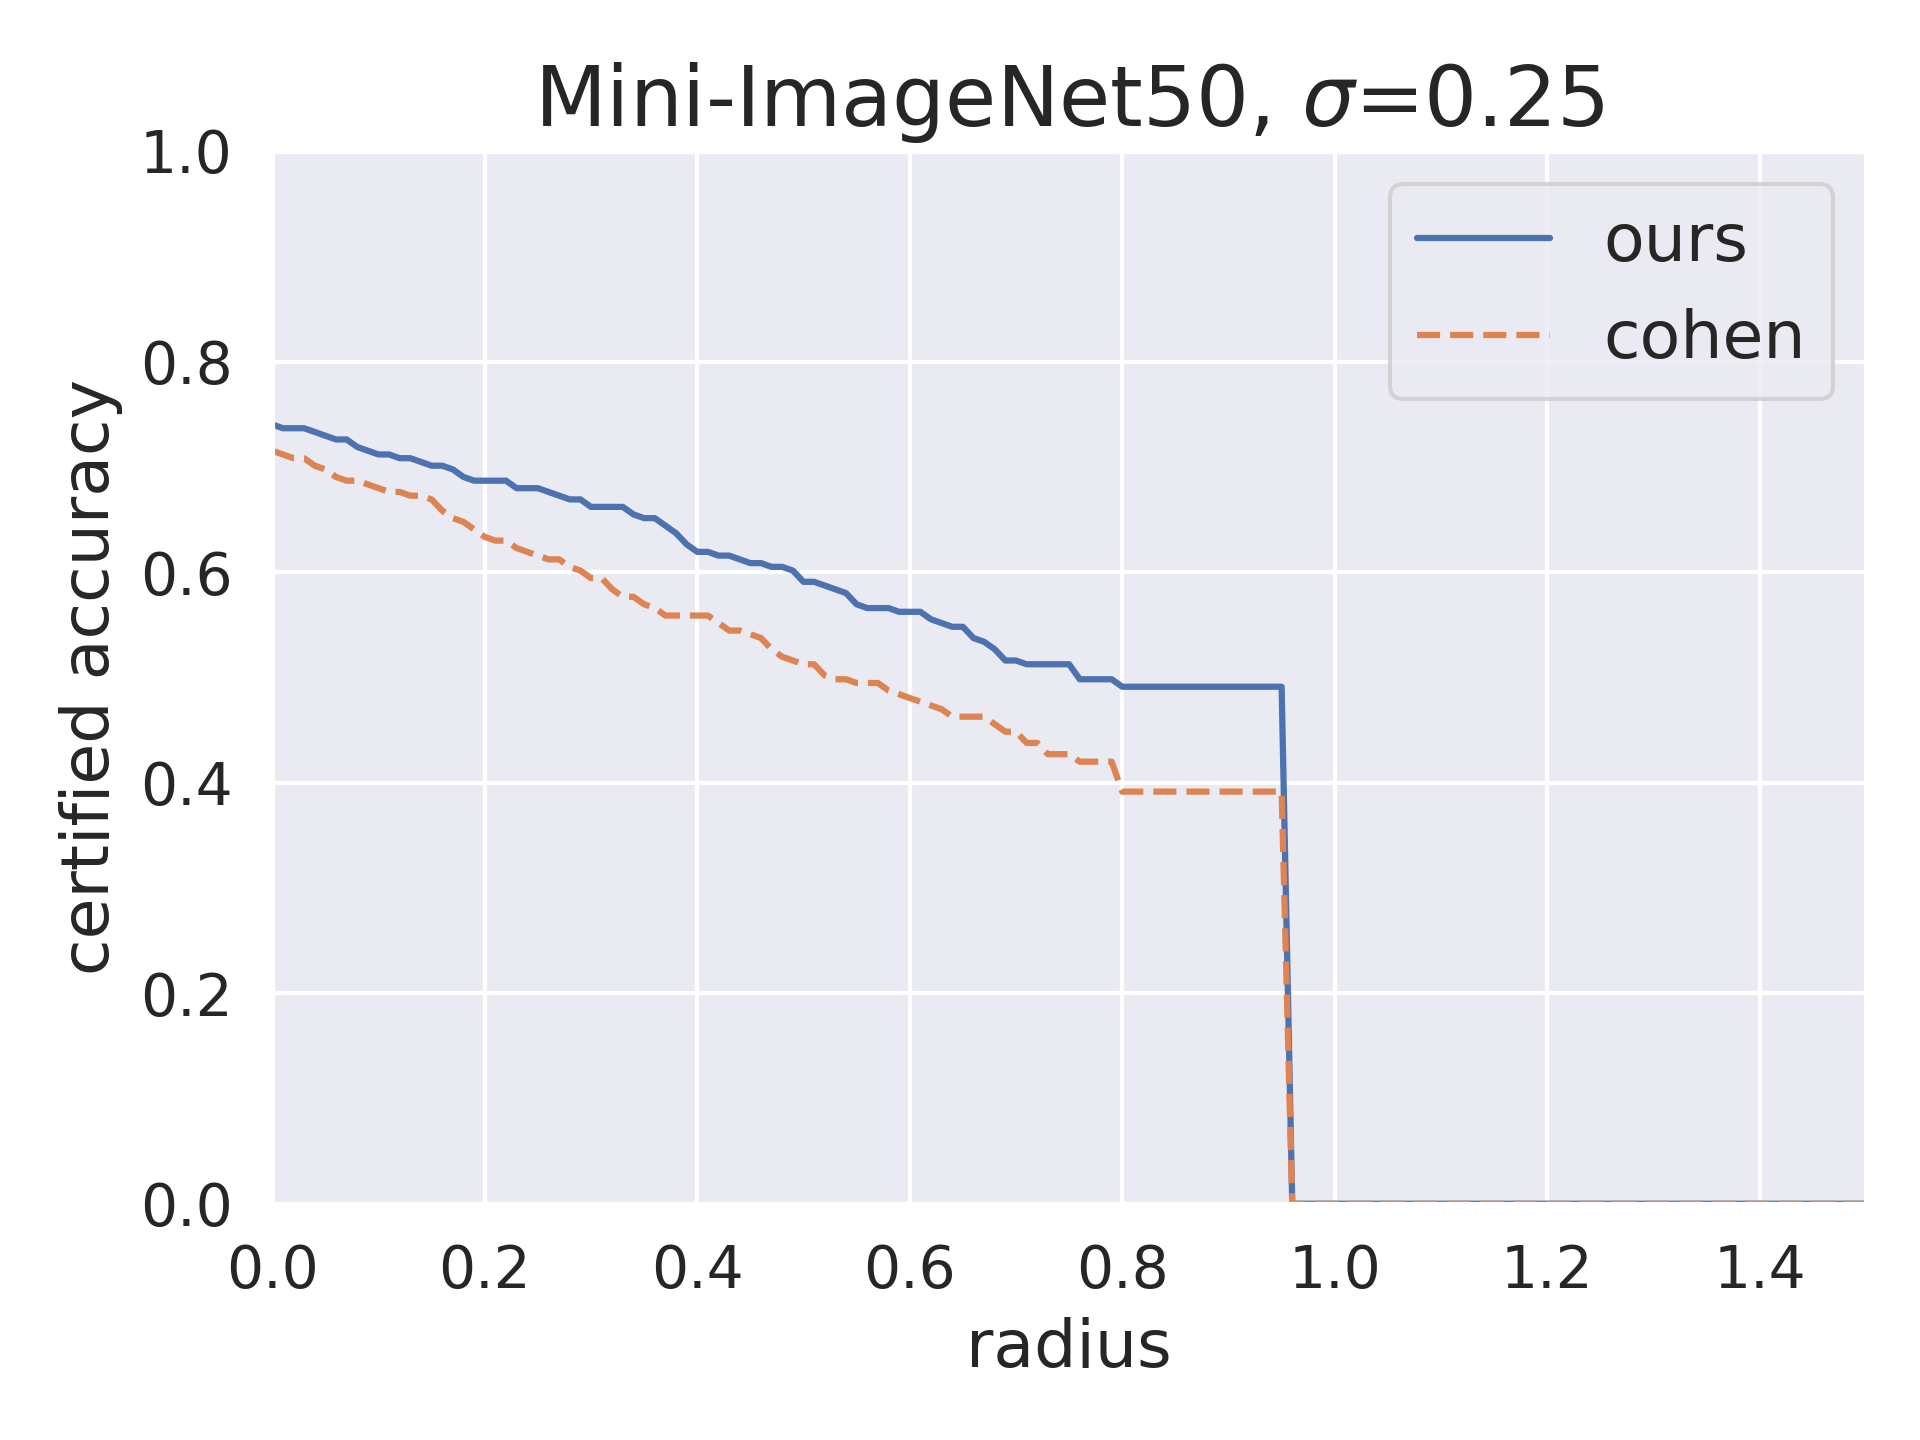 Mini-ImageNet50, σ=0.25
1.0
0.8
0.6
0.4
0.2
0.0
certified accuracy
ours
cohen
0.0 0.2 0.4 0.6 0.8 1.0 1.2 1.4
radius